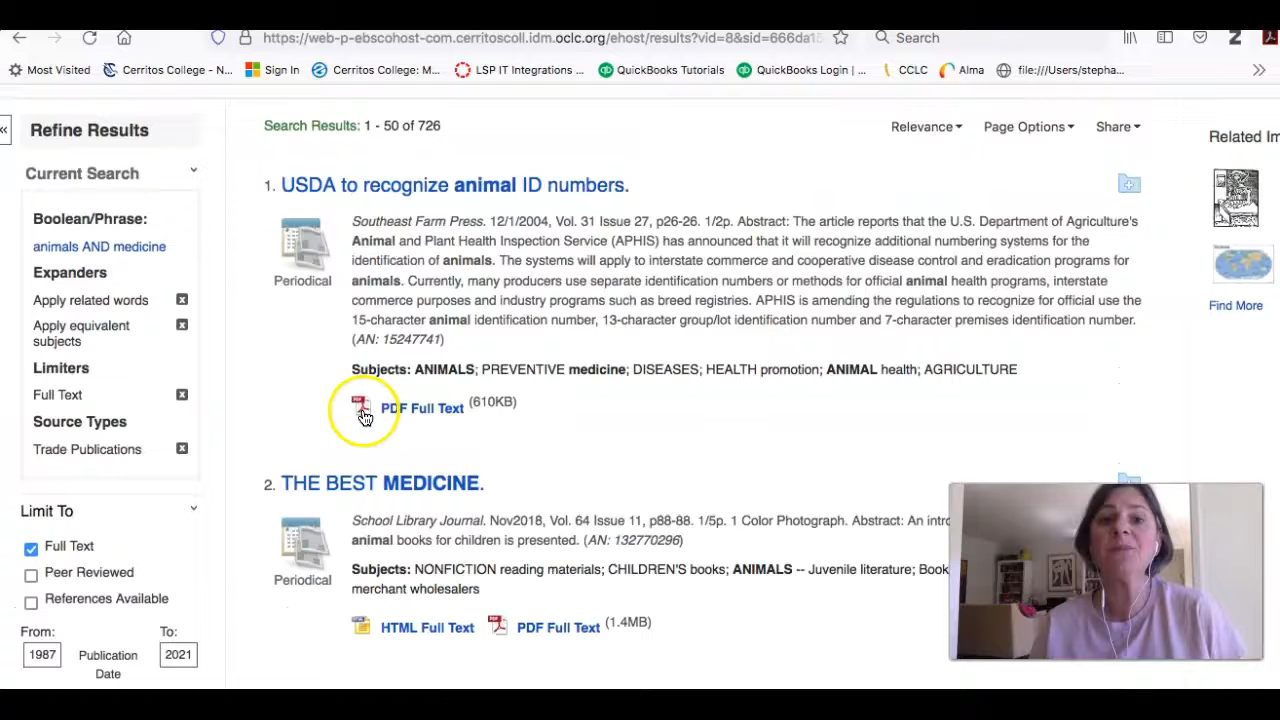 https://web-p-ebscohost-com.cerritoscoll.idm.oclc.org/ehost/results?vid=8&sid=666da15
Search
Most Visited
Cerritos College - N...
Sign In
Cerritos College: M...
LSP IT Integrations ...
QuickBooks Tutorials
QuickBooks Login | ...
CCLC
Alma
file:///Users/stepha...
Refine Results
Current Search
Boolean/Phrase:
animals AND medicine
Expanders
Apply related words
Apply equivalent
subjects
Limiters
Full Text
Source Types
Trade Publications
Limit To
Full Text
Peer Reviewed
References Available
From:
To:
1987
Publication
Date
2021
Search Results: 1 - 50 of 726
Relevance
Page Options
Share
1. USDA to recognize animal ID numbers.
Periodical
Southeast Farm Press. 12/1/2004, Vol. 31 Issue 27, p26-26. 1/2p. Abstract: The article reports that the U.S. Department of Agriculture's
Animal and Plant Health Inspection Service (APHIS) has announced that it will recognize additional numbering systems for the
identification of animals. The systems will apply to interstate commerce and cooperative disease control and eradication programs for
animals. Currently, many producers use separate identification numbers or methods for official animal health programs, interstate
commerce purposes and industry programs such as breed registries. APHIS is amending the regulations to recognize for official use the
15-character animal identification number, 13-character group/lot identification number and 7-character premises identification number.
(AN: 15247741)
Subjects: ANIMALS; PREVENTIVE medicine; DISEASES; HEALTH promotion; ANIMAL health; AGRICULTURE
PDF Full Text (610KB)
2. THE BEST MEDICINE.
Periodical
School Library Journal. Nov2018, Vol. 64 Issue 11, p88-88. 1/5p. 1 Color Photograph. Abstract: An intro
animal books for children is presented. (AN: 132770296)
Subjects: NONFICTION reading materials; CHILDREN'S books; ANIMALS -- Juvenile literature; Book
merchant wholesalers
HTML Full Text
PDF Full Text (1.4MB)
Related Im
Find More